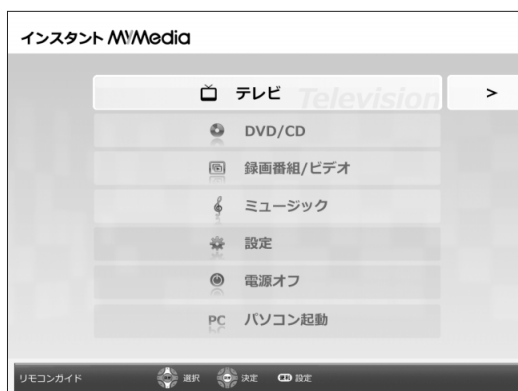 インスタント MyMedia
テレビ Television >
DVD/CD
録画番組/ビデオ
ミュージック
設定
電源オフ
PC パソコン起動
リモコンガイド 選択 決定 設定